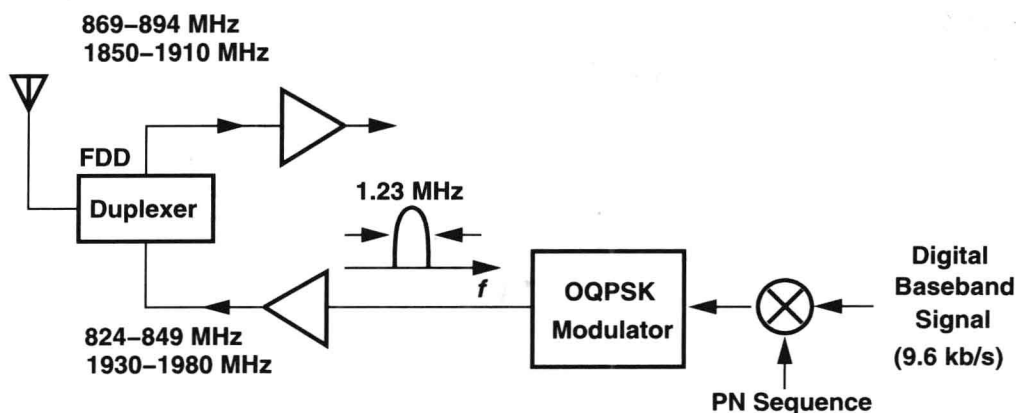 869–894 MHz
1850–1910 MHz
FDD
Duplexer
1.23 MHz
f
824–849 MHz
1930–1980 MHz
OQPSK
Modulator
Digital
Baseband
Signal
(9.6 kb/s)
PN Sequence